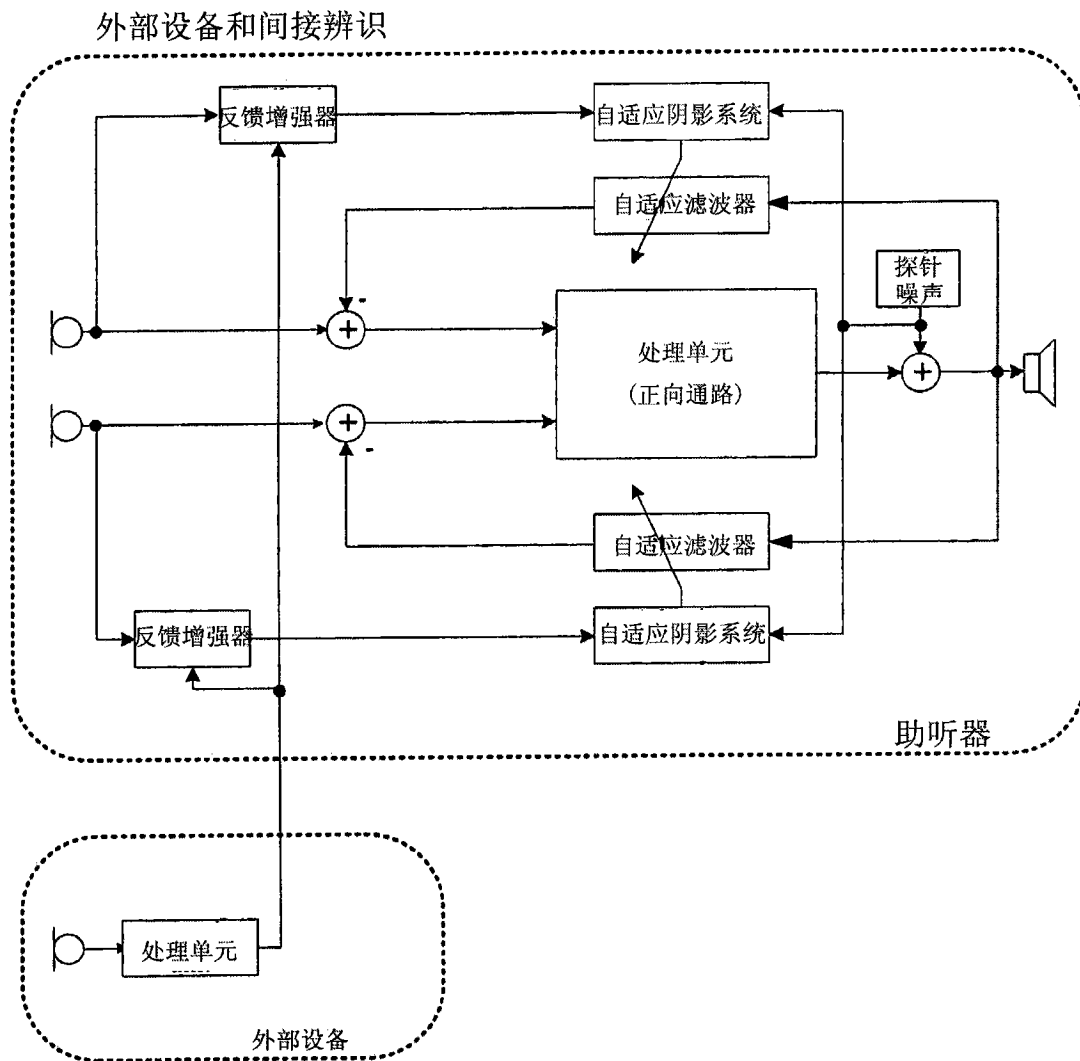 外部设备和间接辨识
反馈增强器
自适应阴影系统
自适应滤波器
探针
噪声
+
-
处理单元
(正向通路)
+
+
-
自适应滤波器
反馈增强器
自适应阴影系统
助听器
处理单元
外部设备